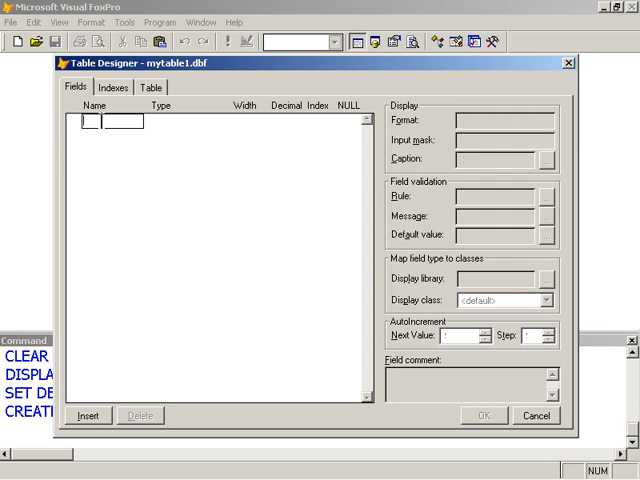 Microsoft Visual FoxPro
File Edit View Format Tools Program Window Help
Table Designer - mytable1.dbf
Fields Indexes Table
Name Type Width Decimal Index NULL
Display
Format:
Input mask:
Caption:
...
Field validation
Rule:
...
Message:
...
Default value:
...
Map field type to classes
Display library:
...
Display class: <default>
AutoIncrement
Next Value: Step:
Field comment:
Insert Delete OK Cancel
Command
CLEAR
DISPLA
SET DE
CREATI
NUM